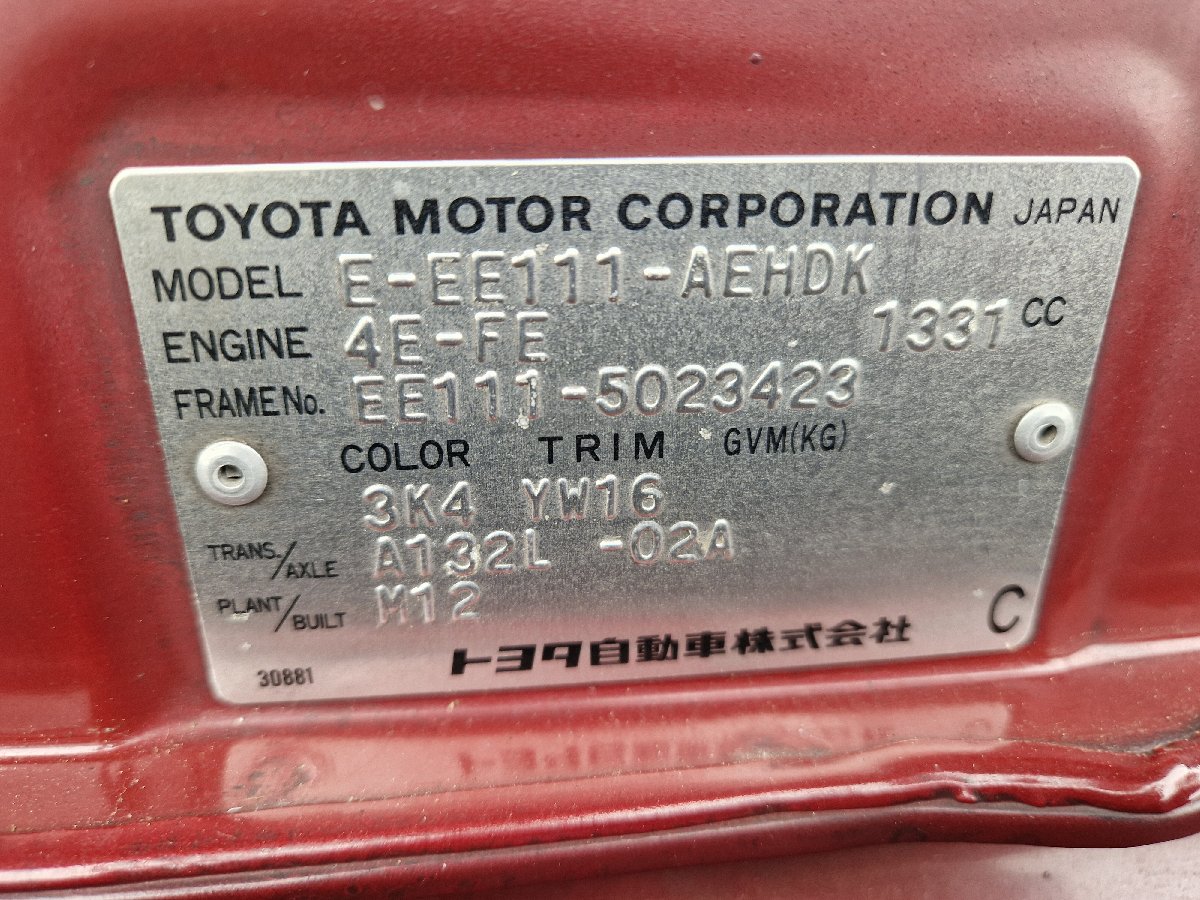 TOYOTA MOTOR CORPORATION JAPAN
MODEL E-EE111-AEHDK
ENGINE 4E-FE 1331 CC
FRAME No. EE111-5023423
COLOR TRIM GVM(KG)
3K4 YW16
TRANS./AXLE A132L -02A
PLANT/BUILT M12
トヨタ自動車株式会社 C
30881